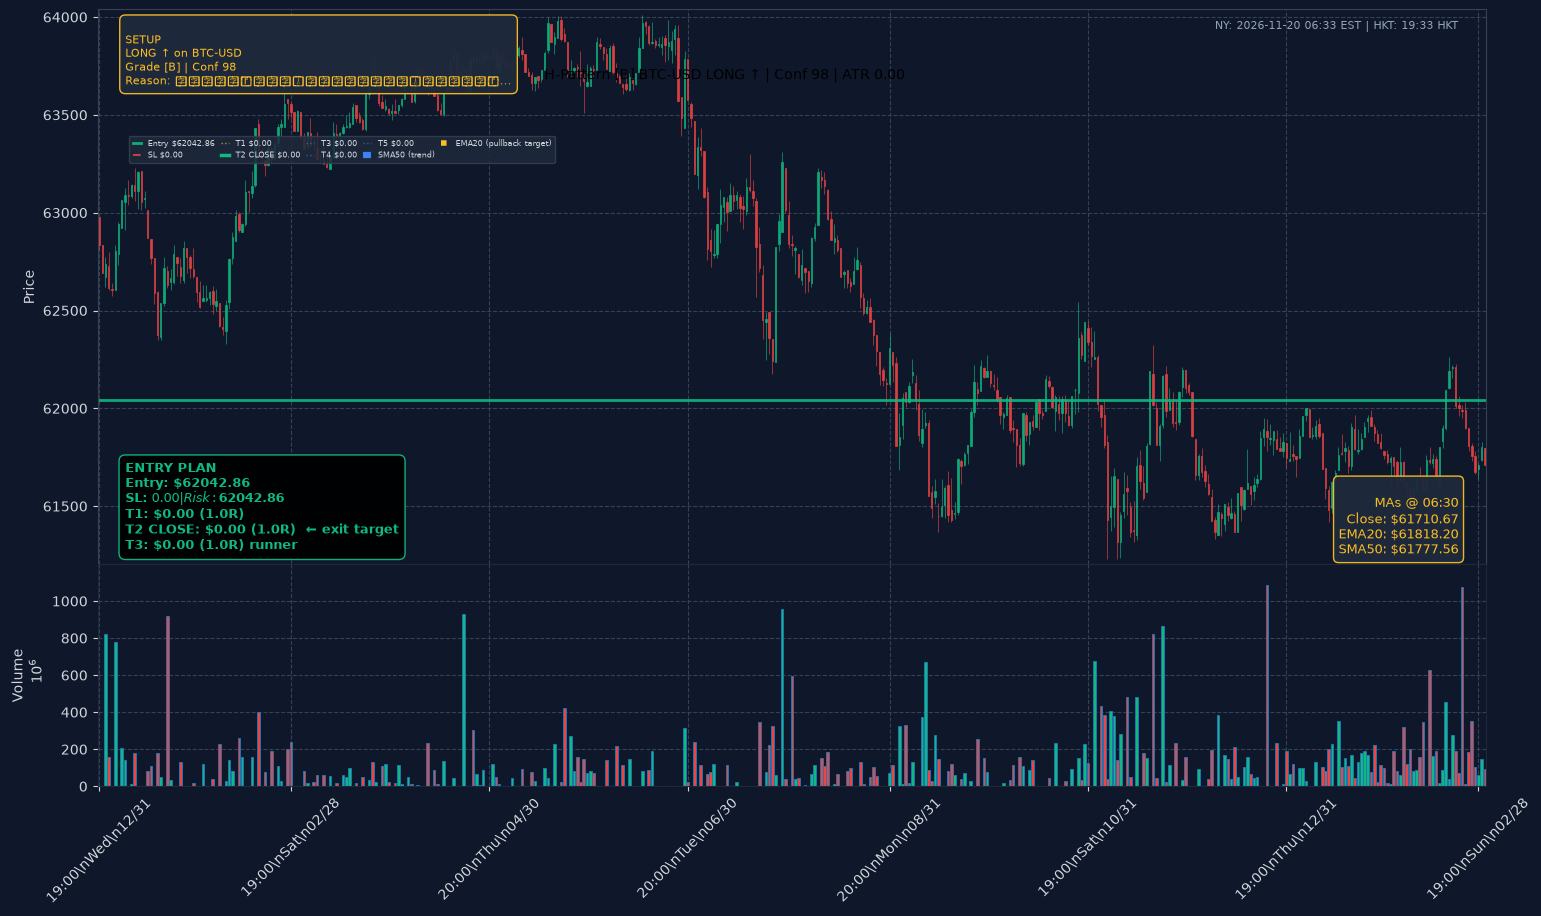 64000
63500
63000
62500
62000
61500
Price
SETUP
LONG ↑ on BTC-USD
Grade [B] | Conf 98
Reason:
BTC-USD LONG ↑ | Conf 98 | ATR 0.00
NY: 2026-11-20 06:33 EST | HKT: 19:33 HKT
Entry $62042.86
SL $0.00
T1 $0.00
T2 CLOSE $0.00
T3 $0.00
T4 $0.00
T5 $0.00
SMA50 (trend)
EMA20 (pullback target)
ENTRY PLAN
Entry: $62042.86
SL: 0.00|Risk:62042.86
T1: $0.00 (1.0R)
T2 CLOSE: $0.00 (1.0R) ← exit target
T3: $0.00 (1.0R) runner
MAs @ 06:30
Close: $61710.67
EMA20: $61818.20
SMA50: $61777.56
1000
800
600
400
200
0
Volume
10⁶
19:00\nWed\n12/31
19:00\nSat\n02/28
20:00\nThu\n04/30
20:00\nTue\n06/30
20:00\nMon\n08/31
19:00\nSat\n10/31
19:00\nThu\n12/31
19:00\nSun\n02/28